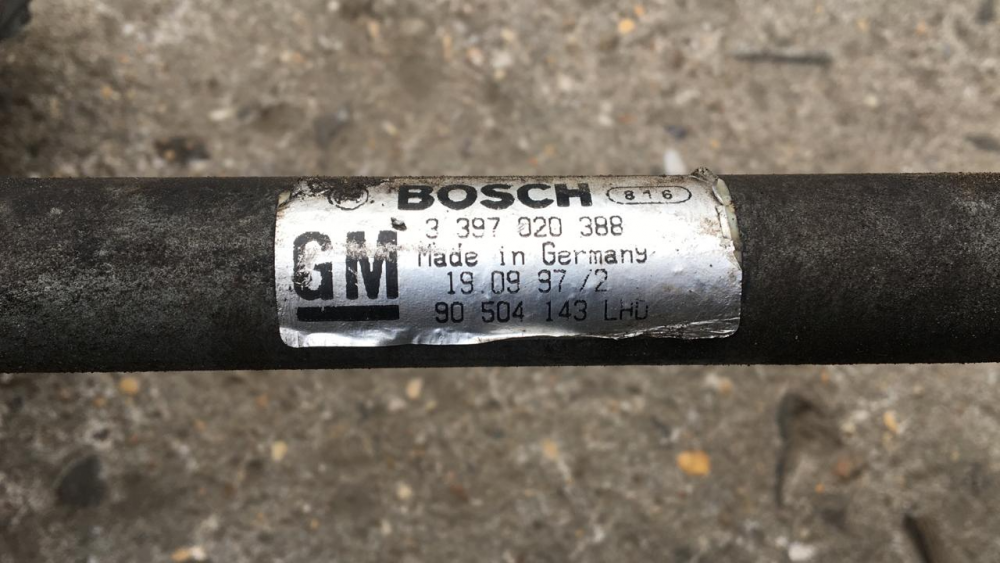 BOSCH 816
3 397 020 388
GM
Made in Germany
19.09 97 /2
90 504 143 LHD